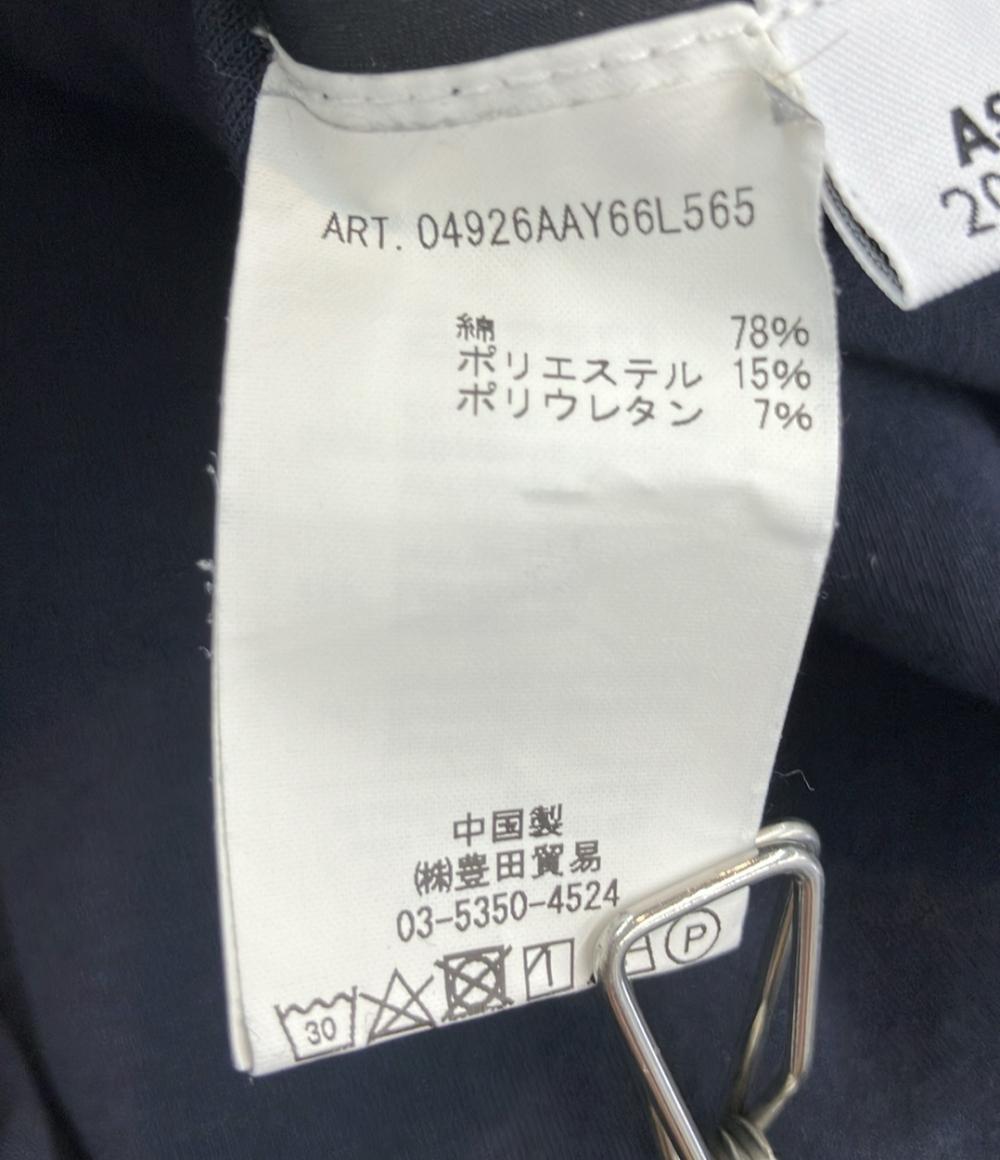 ART. 04926AAY66L565
綿 78%
ポリエステル 15%
ポリウレタン 7%
中国製
㈱豊田貿易
03-5350-4524
30
P